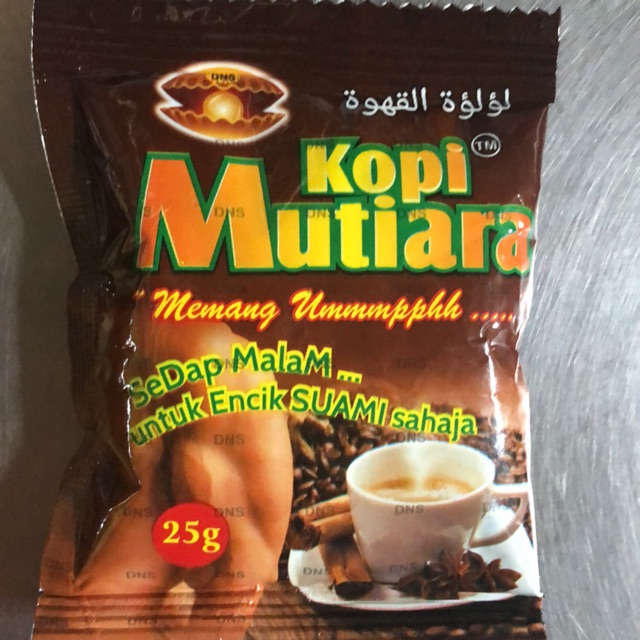 DNS
لؤلؤة القهوة
Kopi TM
Mutiara
" Memang Ummmpphh .....
SeDap MalaM ...
untuk Encik SUAMI sahaja
25g